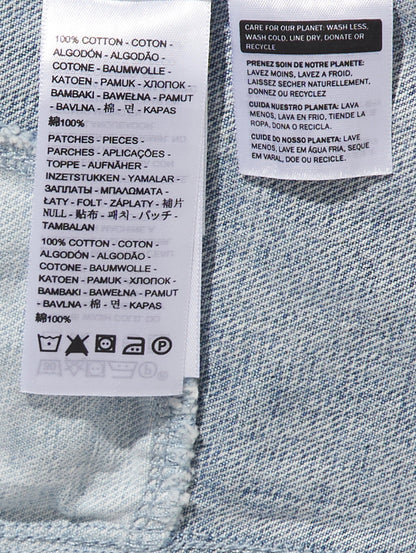 100% COTTON - COTON -
ALGODÓN - ALGODÃO -
COTONE - BAUMWOLLE -
KATOEN - PAMUK - ХЛОПОК -
BAMBAKI - BAWEŁNA - PAMUT
- BAVLNA - 棉 - 면 - KAPAS
綿100%
PATCHES - PIECES -
PARCHES - APLICAÇÕES -
TOPPE - AUFNÄHER -
INZETSTUKKEN - YAMALAR -
ЗАПЛАТЫ - ΜΠΑΛΩΜΑΤΑ -
ŁATY - FOLT - ZÁPLATY - 補片
NULL - 貼布 - 패치 - パッチ -
TAMBALAN
100% COTTON - COTON -
ALGODÓN - ALGODÃO -
COTONE - BAUMWOLLE -
KATOEN - PAMUK - ХЛОПОК -
BAMBAKI - BAWEŁNA - PAMUT
- BAVLNA - 棉 - 면 - KAPAS
綿100%
CARE FOR OUR PLANET: WASH LESS,
WASH COLD, LINE DRY, DONATE OR
RECYCLE
PRENEZ SOIN DE NOTRE PLANETE:
LAVEZ MOINS, LAVEZ A FROID,
LAISSEZ SECHER NATURELLEMENT,
DONNEZ OU RECYCLEZ
CUIDA NUESTRO PLANETA: LAVA
MENOS, LAVA EN FRIO, TIENDE LA
ROPA, DONA O RECICLA.
CUIDE DO NOSSO PLANETA: LAVE
MENOS, LAVE EM ÁGUA FRIA, SEQUE
EM VARAL, DOE OU RECICLE.